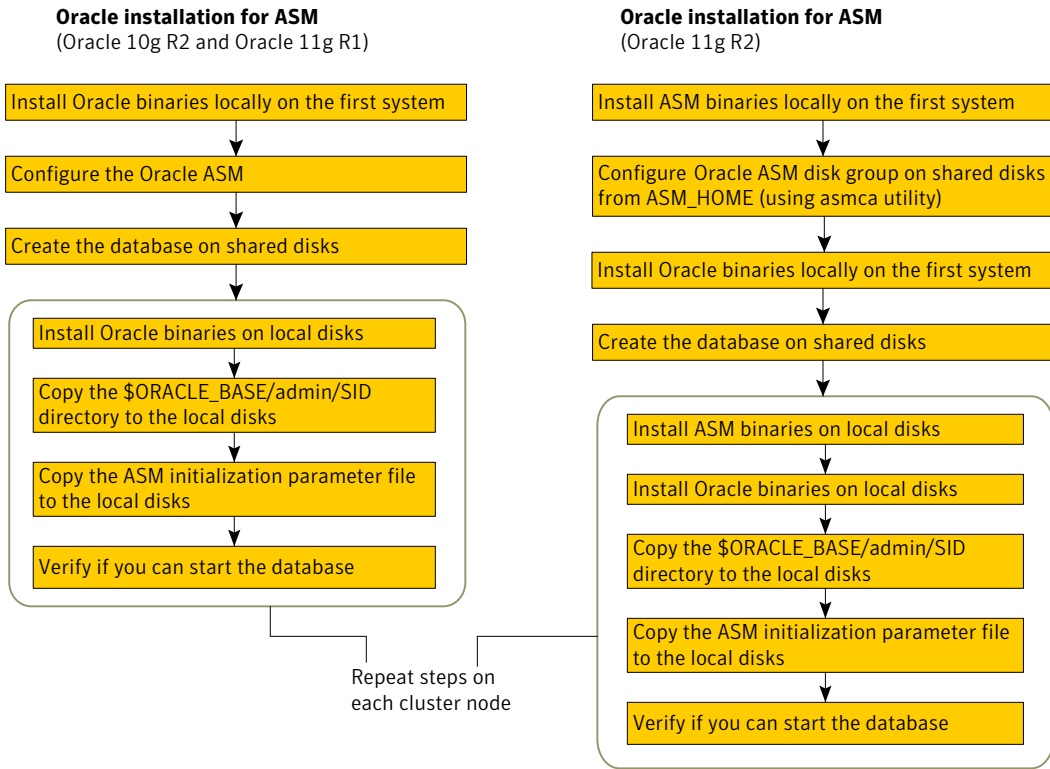 Oracle installation for ASM
(Oracle 10g R2 and Oracle 11g R1)
Install Oracle binaries locally on the first system
Configure the Oracle ASM
Create the database on shared disks
Install Oracle binaries on local disks
Copy the $ORACLE_BASE/admin/SID
directory to the local disks
Copy the ASM initialization parameter file
to the local disks
Verify if you can start the database
Oracle installation for ASM
(Oracle 11g R2)
Install ASM binaries locally on the first system
Configure Oracle ASM disk group on shared disks
from ASM_HOME (using asmca utility)
Install Oracle binaries locally on the first system
Create the database on shared disks
Install ASM binaries on local disks
Install Oracle binaries on local disks
Copy the $ORACLE_BASE/admin/SID
directory to the local disks
Copy the ASM initialization parameter file
to the local disks
Verify if you can start the database
Repeat steps on
each cluster node